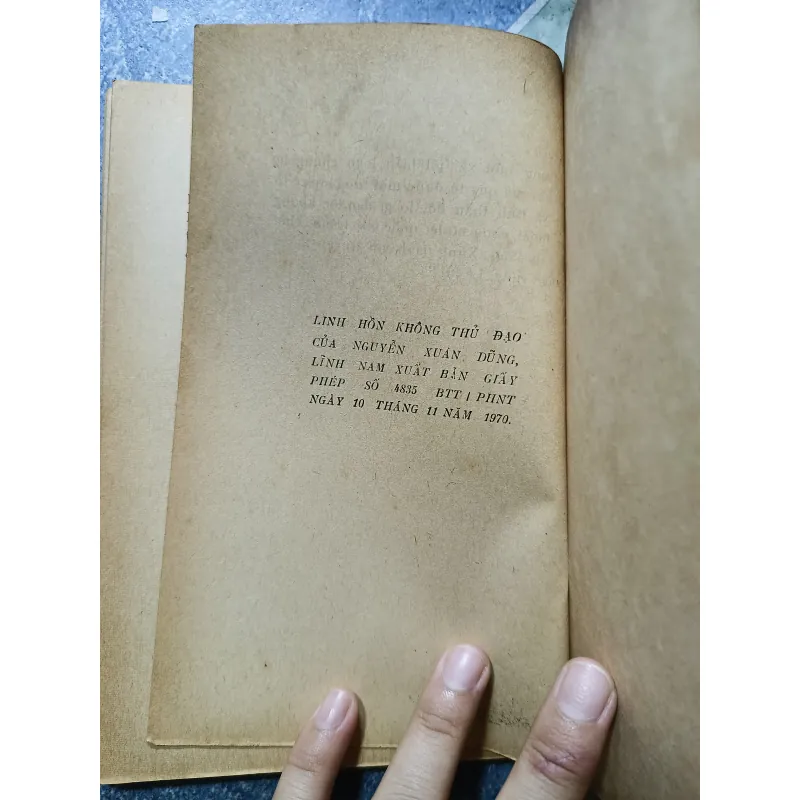 LINH HỒN KHÔNG THỦ ĐẠO
CỦA NGUYỄN XUÂN DŨNG,
LĨNH NAM XUẤT BẢN GIẤY
PHÉP SỐ 4835 BTT / PHNT
NGÀY 10 THÁNG 11 NĂM 1970.